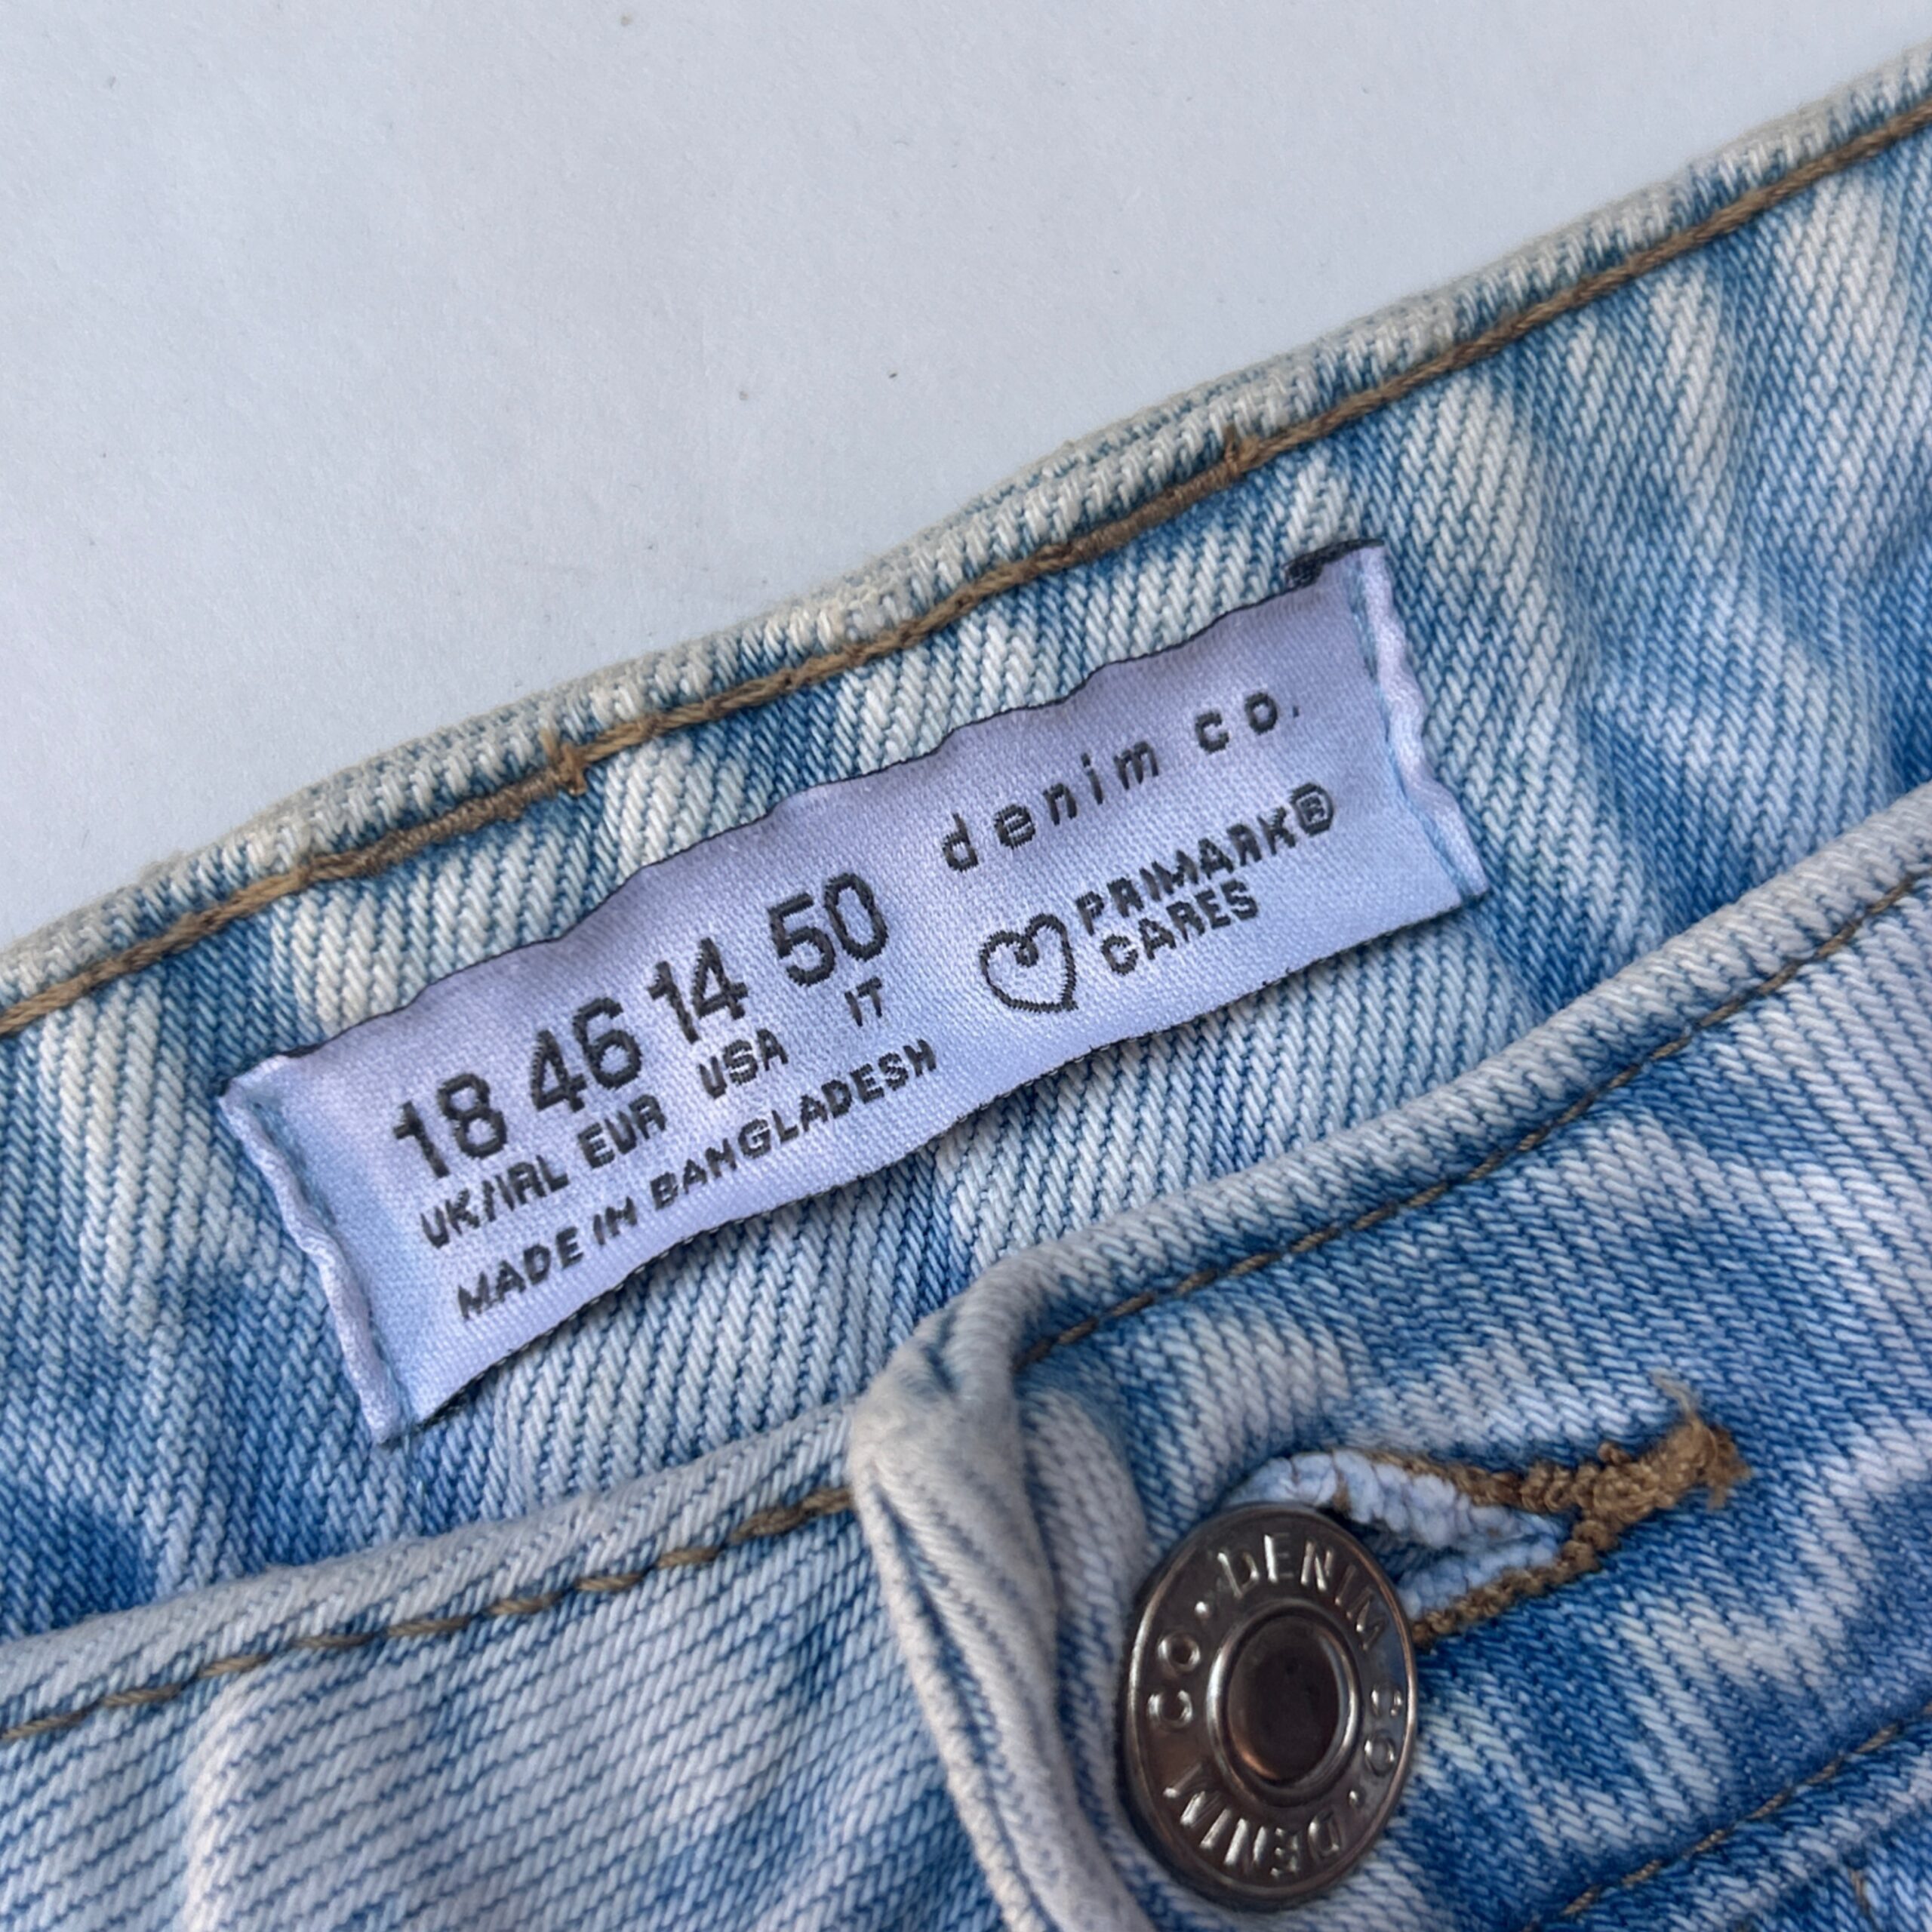 18 46 14 50
UK/IRL EUR USA IT
MADE IN BANGLADESH
denim co.
PRIMARK®
CARES
DENIM CO. DENIM CO.